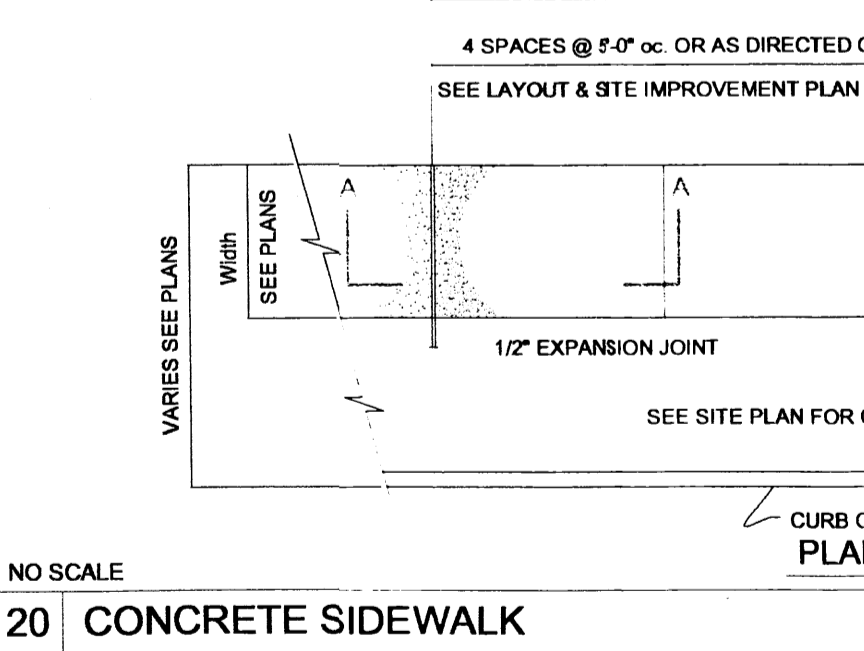 4 SPACES @ 5'-0" oc. OR AS DIRECTED
SEE LAYOUT & SITE IMPROVEMENT PLAN
A
A
Width
SEE PLANS
VARIES SEE PLANS
1/2" EXPANSION JOINT
SEE SITE PLAN FOR
CURB
NO SCALE
20 CONCRETE SIDEWALK